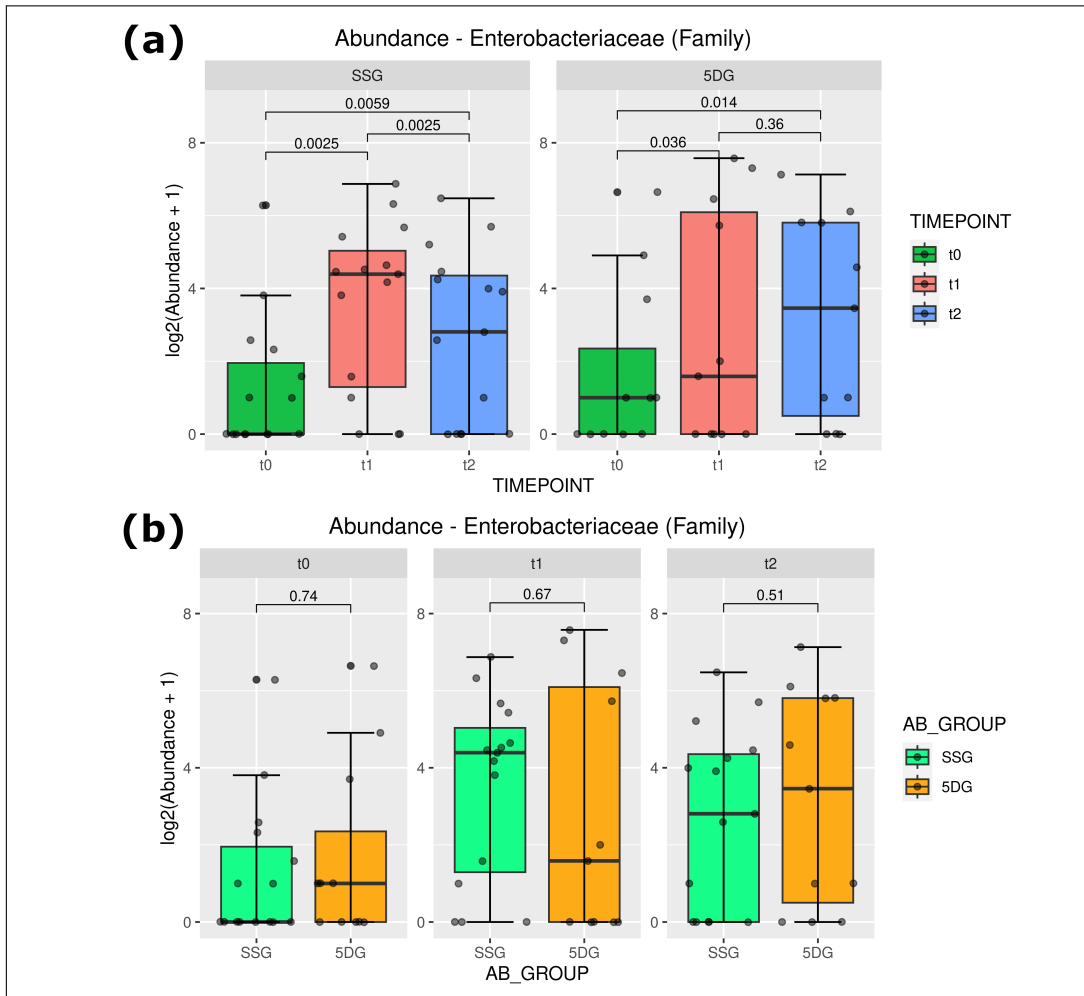 (a)
Abundance - Enterobacteriaceae (Family)
SSG
5DG
0.0059
0.0025
0.0025
0.014
0.36
0.036
8
4
0
log2(Abundance + 1)
t0
t1
t2
t0
t1
t2
TIMEPOINT
TIMEPOINT
t0
t1
t2
(b)
Abundance - Enterobacteriaceae (Family)
t0
t1
t2
0.74
0.67
0.51
8
4
0
8
4
0
8
4
0
log2(Abundance + 1)
SSG
5DG
SSG
5DG
SSG
5DG
AB_GROUP
AB_GROUP
SSG
5DG